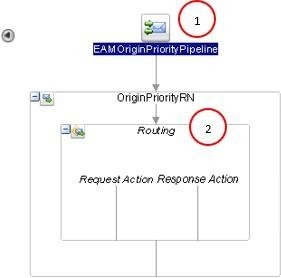 1
EAMOriginPriorityPipeline
OriginPriorityRN
Routing
2
Request Action Response Action